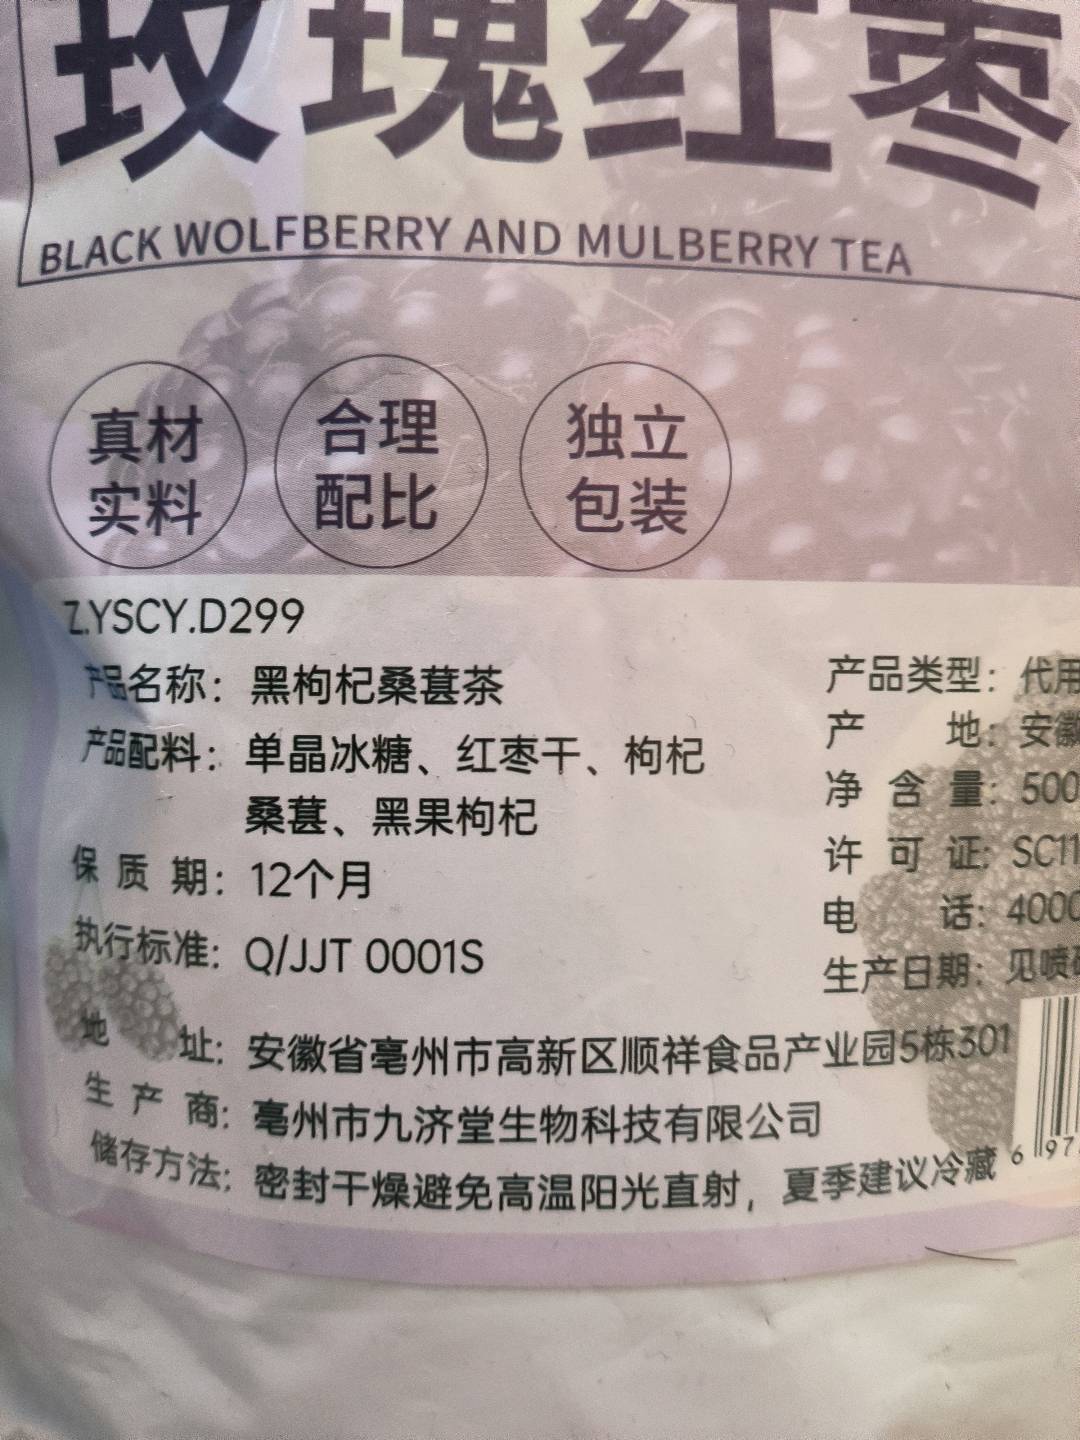 玫瑰红枣
BLACK WOLFBERRY AND MULBERRY TEA
真材
实料
合理
配比
独立
包装
Z.YSCY.D299
产品名称：黑枸杞桑葚茶
产品配料：单晶冰糖、红枣干、枸杞
桑葚、黑果枸杞
保质期：12个月
执行标准：Q/JJT 0001S
产品类型：代用
产地：安徽
净含量：500
许可证：SC11
电话：4000
生产日期：见喷
地址：安徽省亳州市高新区顺祥食品产业园5栋301
生产商：亳州市九济堂生物科技有限公司
储存方法：密封干燥避免高温阳光直射，夏季建议冷藏
6 97